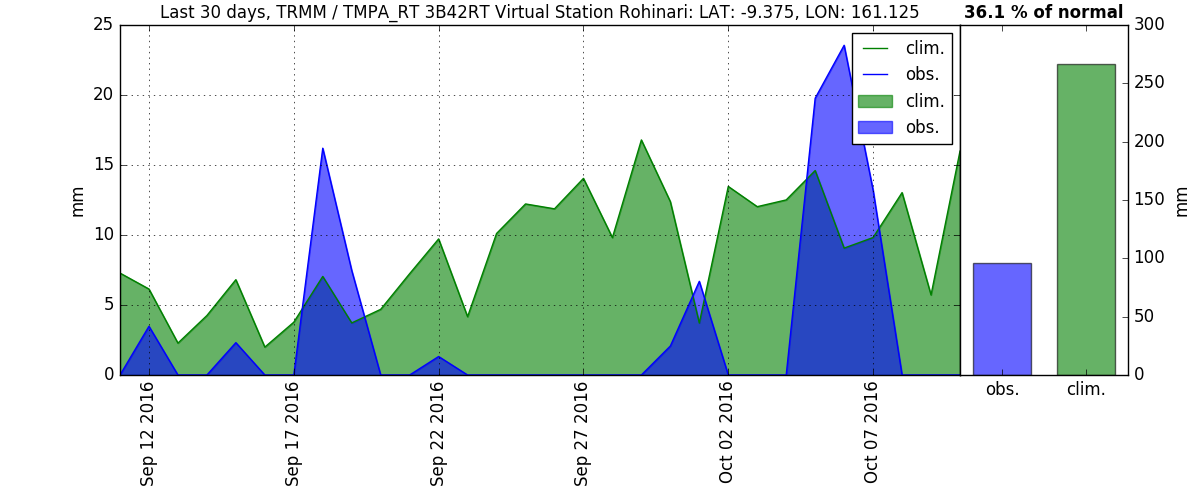 Last 30 days, TRMM / TMPA_RT 3B42RT Virtual Station Rohinari: LAT: -9.375, LON: 161.125
36.1 % of normal
25
20
15
10
5
0
mm
clim.
obs.
clim.
obs.
Sep 12 2016
Sep 17 2016
Sep 22 2016
Sep 27 2016
Oct 02 2016
Oct 07 2016
300
250
200
150
100
50
0
mm
obs.
clim.